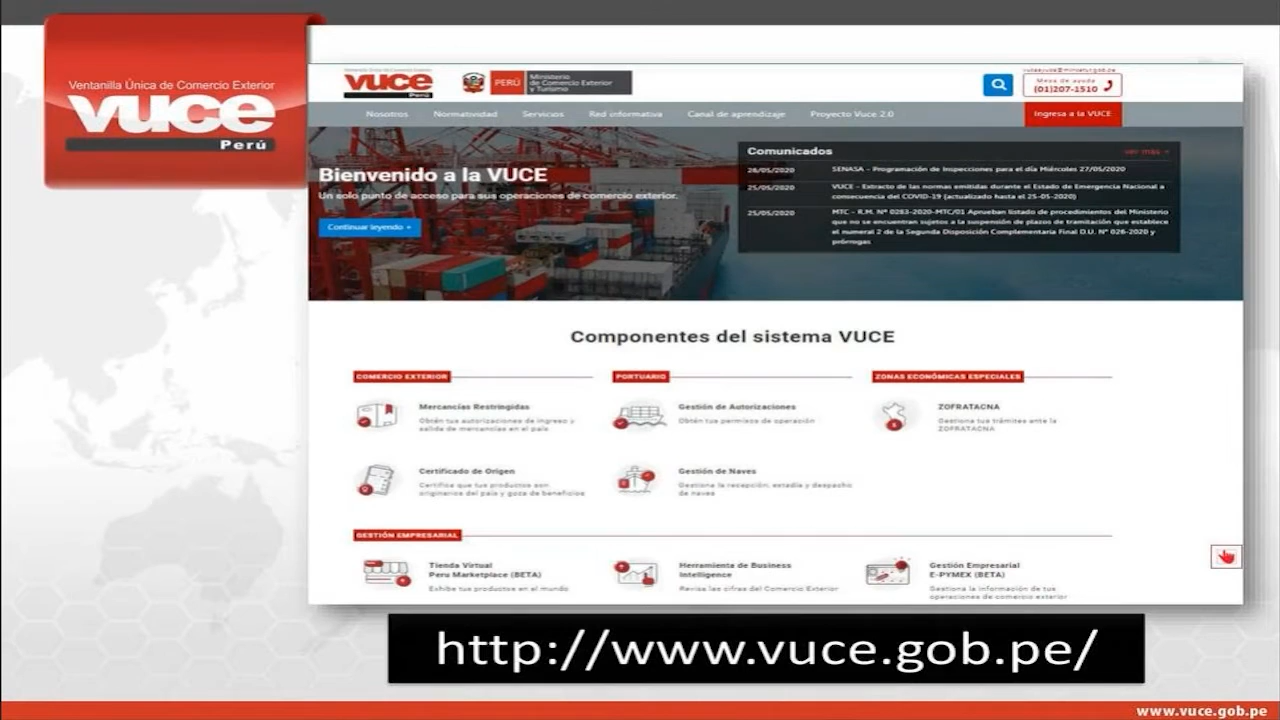 Ventanilla Única de Comercio Exterior
vuce
Perú
vuce
Perú
PERÚ
Ministerio
de Comercio Exterior
y Turismo
Mesa de ayuda
(01)207-1510
Nosotros
Normatividad
Servicios
Red informativa
Canal de aprendizaje
Proyecto Vuce 2.0
Ingresa a la VUCE
Bienvenido a la VUCE
Un solo punto de acceso para sus operaciones de comercio exterior.
Continuar leyendo »
Comunicados
ver más »
26/05/2020 SENASA - Programación de Inspecciones para el día Miércoles 27/05/2020
25/05/2020 VUCE - Extracto de las normas emitidas durante el Estado de Emergencia Nacional a
consecuencia del COVID-19 (actualizado hasta el 25-05-2020)
25/05/2020 MTC - R.M. Nº 0283-2020-MTC/01 Aprueban listado de procedimientos del Ministerio
que no se encuentran sujetos a la suspensión de plazos de tramitación que establece
el numeral 2 de la Segunda Disposición Complementaria Final D.U. Nº 026-2020 y
prórrogas
Componentes del sistema VUCE
COMERCIO EXTERIOR
PORTUARIO
ZONAS ECONÓMICAS ESPECIALES
Mercancías Restringidas
Obtén tus autorizaciones de ingreso y
salida de mercancías en el país
Gestión de Autorizaciones
Obtén tus permisos de operación
ZOFRATACNA
Gestiona tus trámites ante la
ZOFRATACNA
Certificado de Origen
Certifica que tus productos son
originarios del país y goza de beneficios
Gestión de Naves
Gestiona la recepción, estadía y despacho
de naves
GESTIÓN EMPRESARIAL
Tienda Virtual
Peru Marketplace (BETA)
Exhibe tus productos en el mundo
Herramienta de Business
Intelligence
Revisa las cifras del Comercio Exterior
Gestión Empresarial
E-PYMEX (BETA)
Gestiona la información de tus
operaciones de comercio exterior
http://www.vuce.gob.pe/
www.vuce.gob.pe